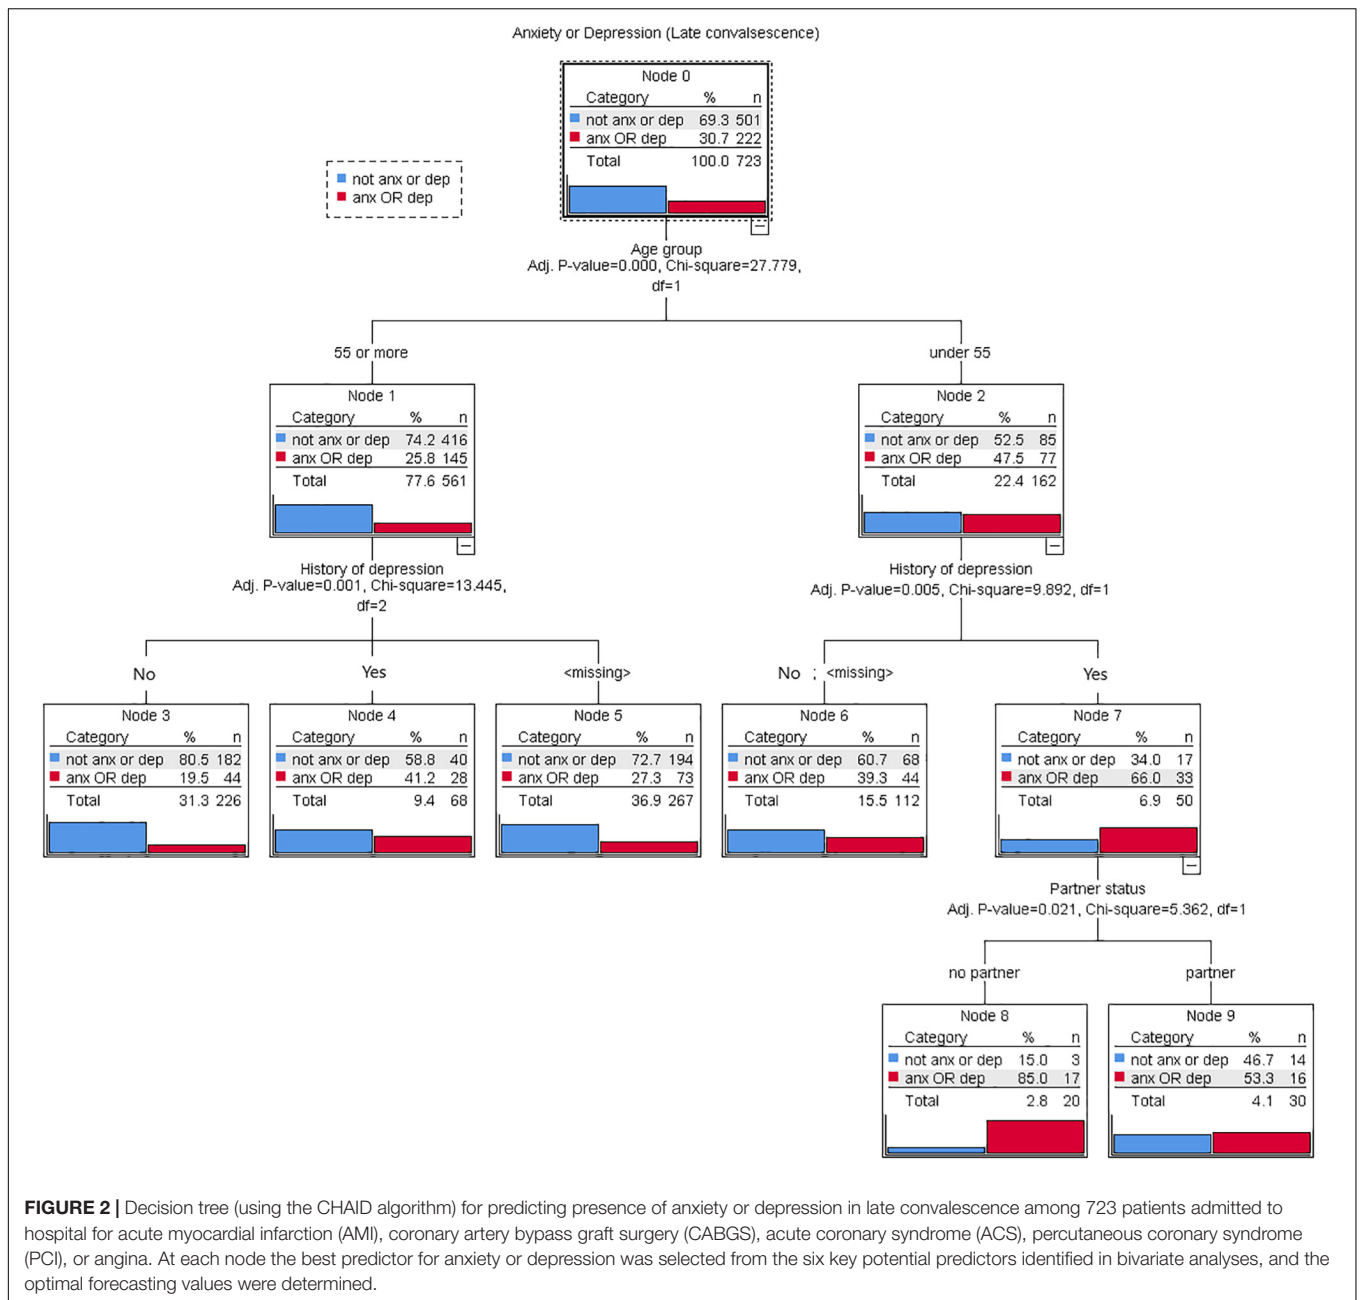 Anxiety or Depression (Late convalsescence)
Node 0
Category % n
not anx or dep 69.3 501
anx OR dep 30.7 222
Total 100.0 723
not anx or dep
anx OR dep
Age group
Adj. P-value=0.000, Chi-square=27.779,
df=1
55 or more
under 55
Node 1
Category % n
not anx or dep 74.2 416
anx OR dep 25.8 145
Total 77.6 561
Node 2
Category % n
not anx or dep 52.5 85
anx OR dep 47.5 77
Total 22.4 162
History of depression
Adj. P-value=0.001, Chi-square=13.445,
df=2
History of depression
Adj. P-value=0.005, Chi-square=9.892, df=1
No
Yes
<missing>
No ; <missing>
Yes
Node 3
Category % n
not anx or dep 80.5 182
anx OR dep 19.5 44
Total 31.3 226
Node 4
Category % n
not anx or dep 58.8 40
anx OR dep 41.2 28
Total 9.4 68
Node 5
Category % n
not anx or dep 72.7 194
anx OR dep 27.3 73
Total 36.9 267
Node 6
Category % n
not anx or dep 60.7 68
anx OR dep 39.3 44
Total 15.5 112
Node 7
Category % n
not anx or dep 34.0 17
anx OR dep 66.0 33
Total 6.9 50
Partner status
Adj. P-value=0.021, Chi-square=5.362, df=1
no partner
partner
Node 8
Category % n
not anx or dep 15.0 3
anx OR dep 85.0 17
Total 2.8 20
Node 9
Category % n
not anx or dep 46.7 14
anx OR dep 53.3 16
Total 4.1 30
FIGURE 2 | Decision tree (using the CHAID algorithm) for predicting presence of anxiety or depression in late convalescence among 723 patients admitted to
hospital for acute myocardial infarction (AMI), coronary artery bypass graft surgery (CABGS), acute coronary syndrome (ACS), percutaneous coronary syndrome
(PCI), or angina. At each node the best predictor for anxiety or depression was selected from the six key potential predictors identified in bivariate analyses, and the
optimal forecasting values were determined.